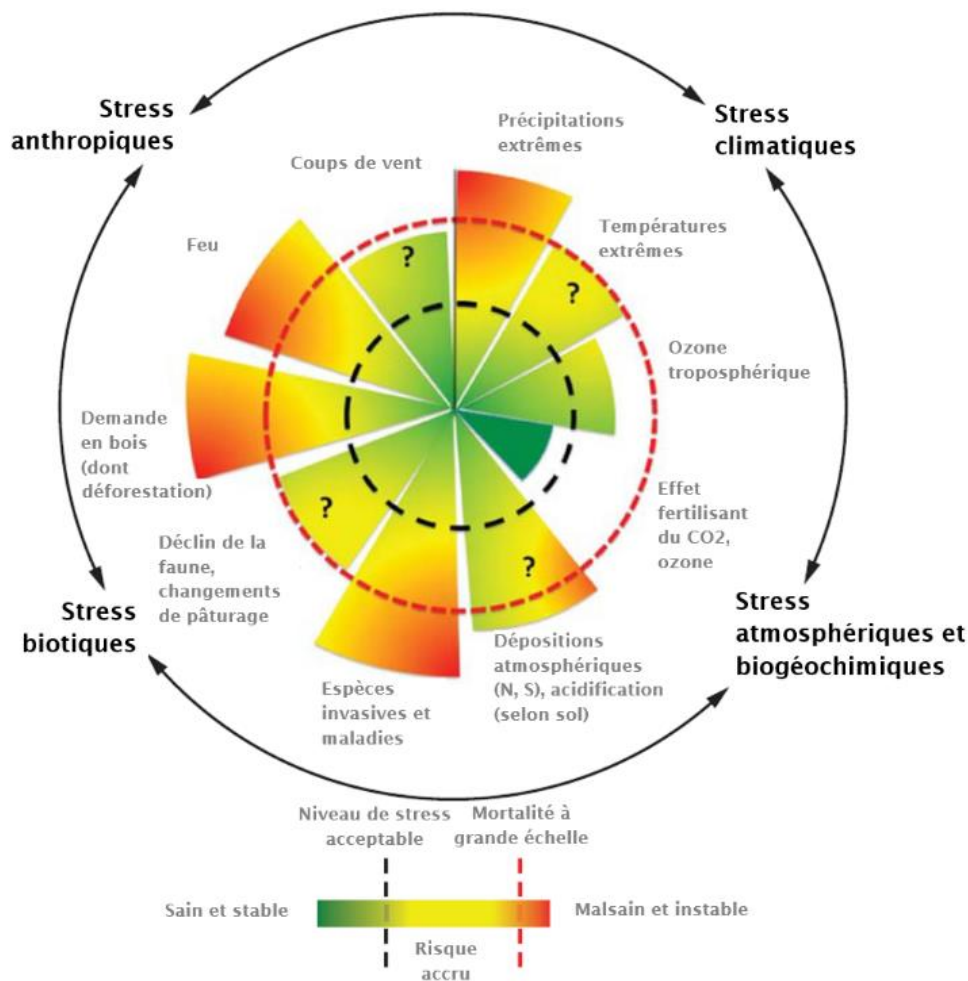 Stress
anthropiques
Stress
climatiques
Précipitations
extrêmes
Coups de vent
Températures
extrêmes
Feu
?
?
Ozone
troposphérique
Demande
en bois
(dont
déforestation)
Effet
fertilisant
du CO2,
ozone
?
?
Déclin de la
faune,
changements
de pâturage
Stress
biotiques
Stress
atmosphériques et
biogéochimiques
Dépositions
atmosphériques
(N, S), acidification
(selon sol)
Espèces
invasives et
maladies
Niveau de stress
acceptable
Mortalité à
grande échelle
Sain et stable
Malsain et instable
Risque
accru